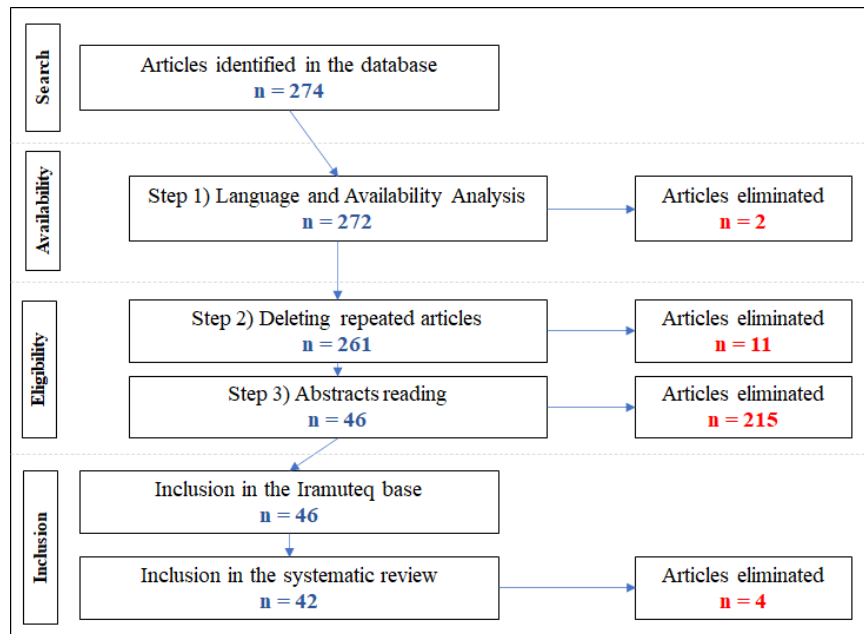 Search
Articles identified in the database
n = 274
Availability
Step 1) Language and Availability Analysis
n = 272
Articles eliminated
n = 2
Eligibility
Step 2) Deleting repeated articles
n = 261
Articles eliminated
n = 11
Step 3) Abstracts reading
n = 46
Articles eliminated
n = 215
Inclusion
Inclusion in the Iramuteq base
n = 46
Inclusion in the systematic review
n = 42
Articles eliminated
n = 4